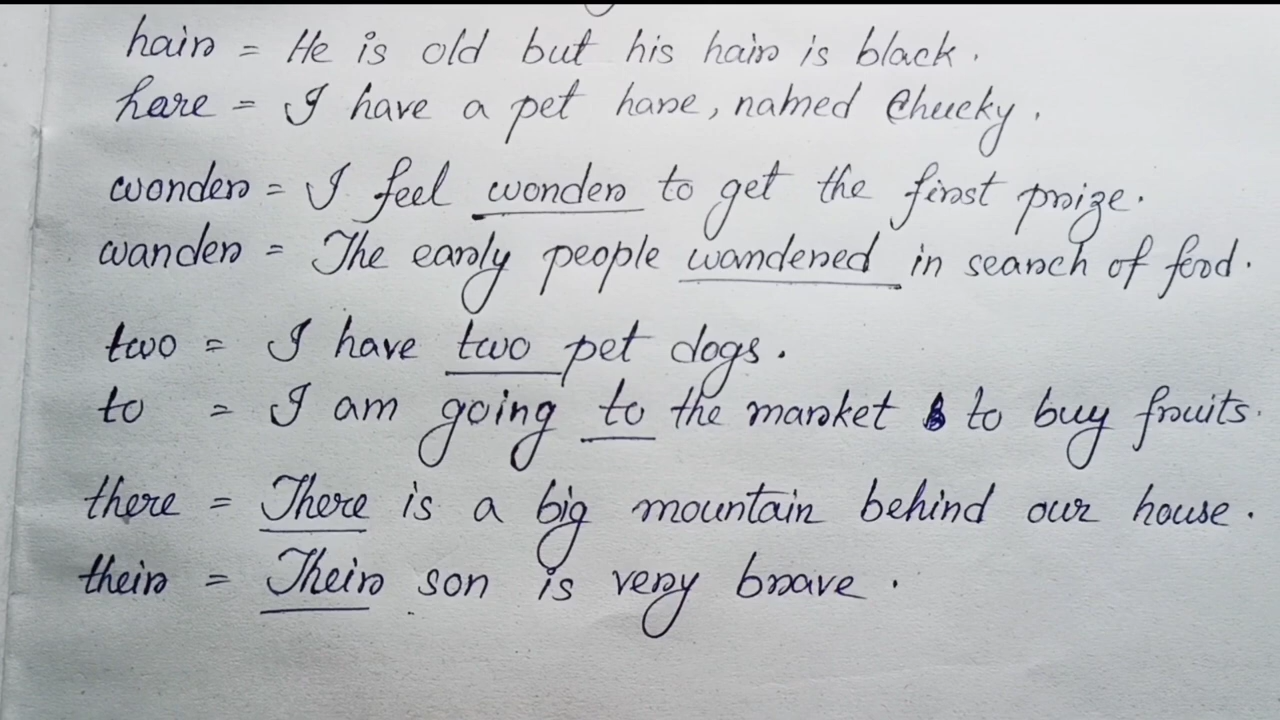 hair = He is old but his hair is black.
hare = I have a pet hare, named Chucky.
wonder = I feel wonder to get the first prize.
wander = The early people wandered in search of food.
two = I have two pet dogs.
to = I am going to the market to buy fruits.
there = There is a big mountain behind our house.
their = Their son is very brave.